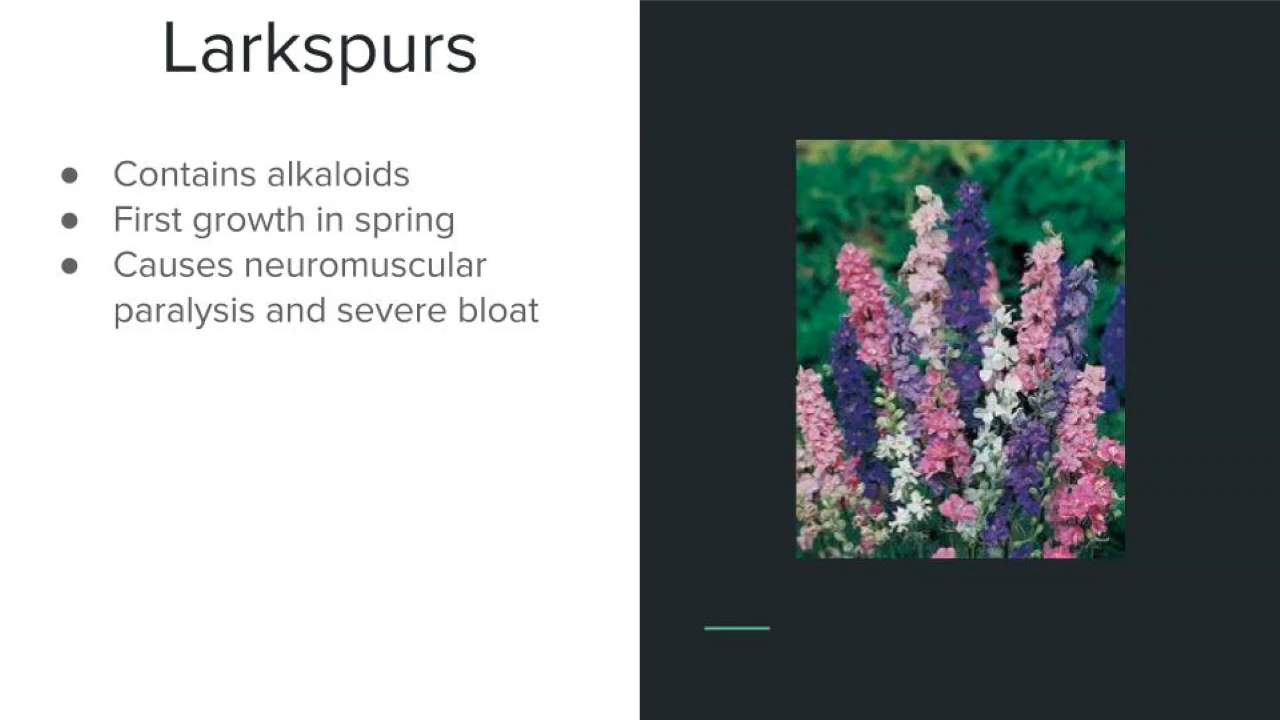 Larkspurs
● Contains alkaloids
● First growth in spring
● Causes neuromuscular
paralysis and severe bloat